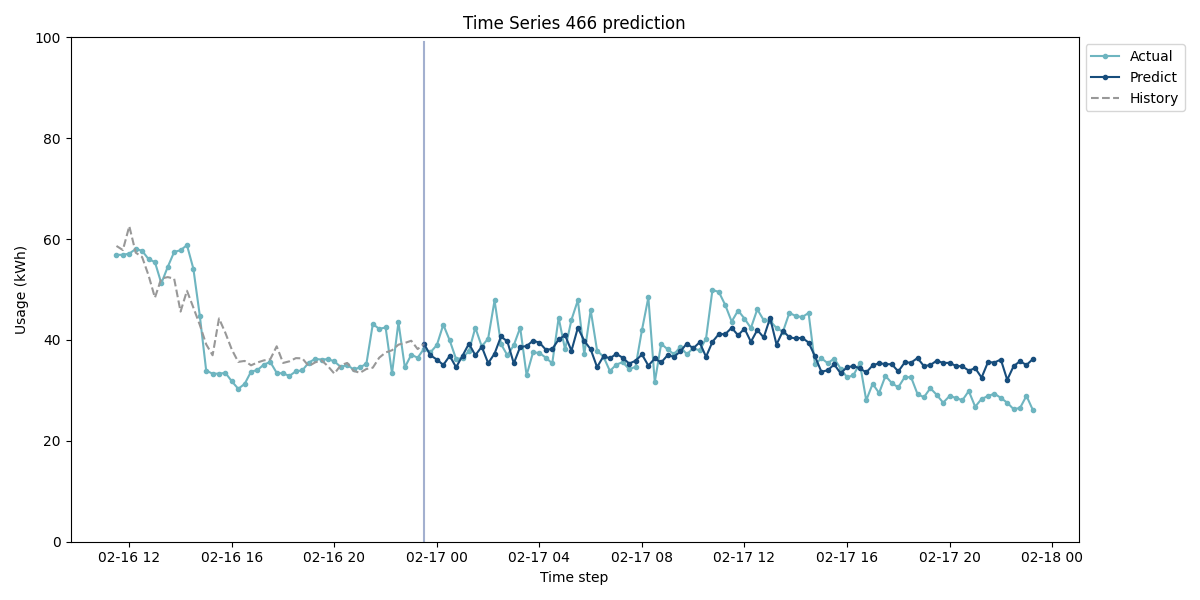 Time Series 466 prediction
Usage (kWh)
100
80
60
40
20
0
02-16 12
02-16 16
02-16 20
02-17 00
02-17 04
02-17 08
02-17 12
02-17 16
02-17 20
02-18 00
Time step
Actual
Predict
History